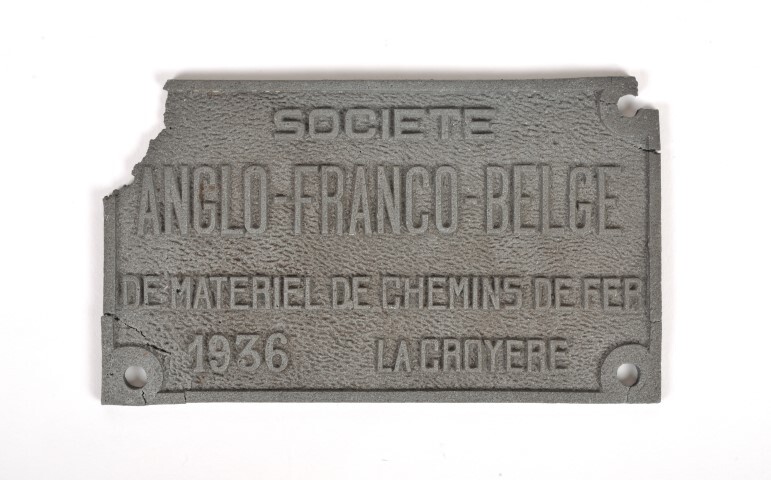 SOCIETE
ANGLO-FRANCO-BELGE
DE MATERIEL DE CHEMINS DE FER
1936 LA CROYERE